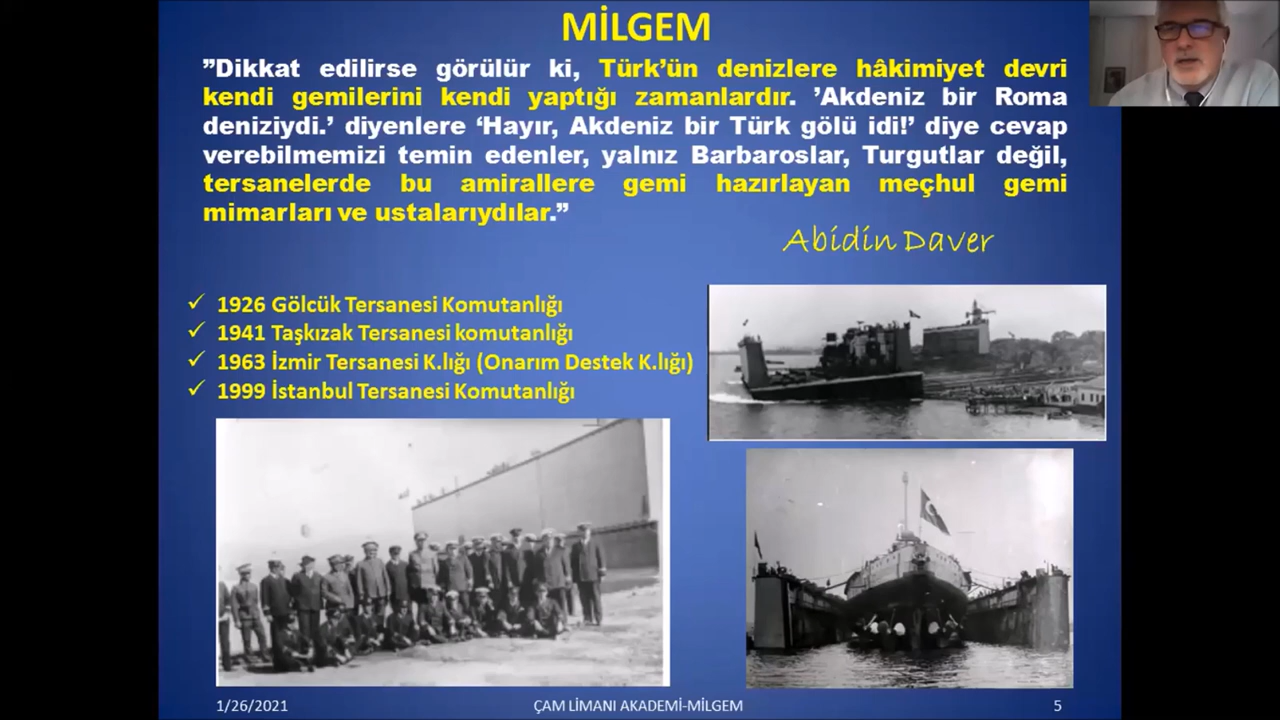 MİLGEM
”Dikkat edilirse görülür ki, Türk’ün denizlere hâkimiyet devri
kendi gemilerini kendi yaptığı zamanlardır. ’Akdeniz bir Roma
deniziydi.’ diyenlere ‘Hayır, Akdeniz bir Türk gölü idi!’ diye cevap
verebilmemizi temin edenler, yalnız Barbaroslar, Turgutlar değil,
tersanelerde bu amirallere gemi hazırlayan meçhul gemi
mimarları ve ustalarıydılar.”
Abidin Daver
✓ 1926 Gölcük Tersanesi Komutanlığı
✓ 1941 Taşkızak Tersanesi komutanlığı
✓ 1963 İzmir Tersanesi K.lığı (Onarım Destek K.lığı)
✓ 1999 İstanbul Tersanesi Komutanlığı
1/26/2021
ÇAM LİMANI AKADEMİ-MİLGEM
5